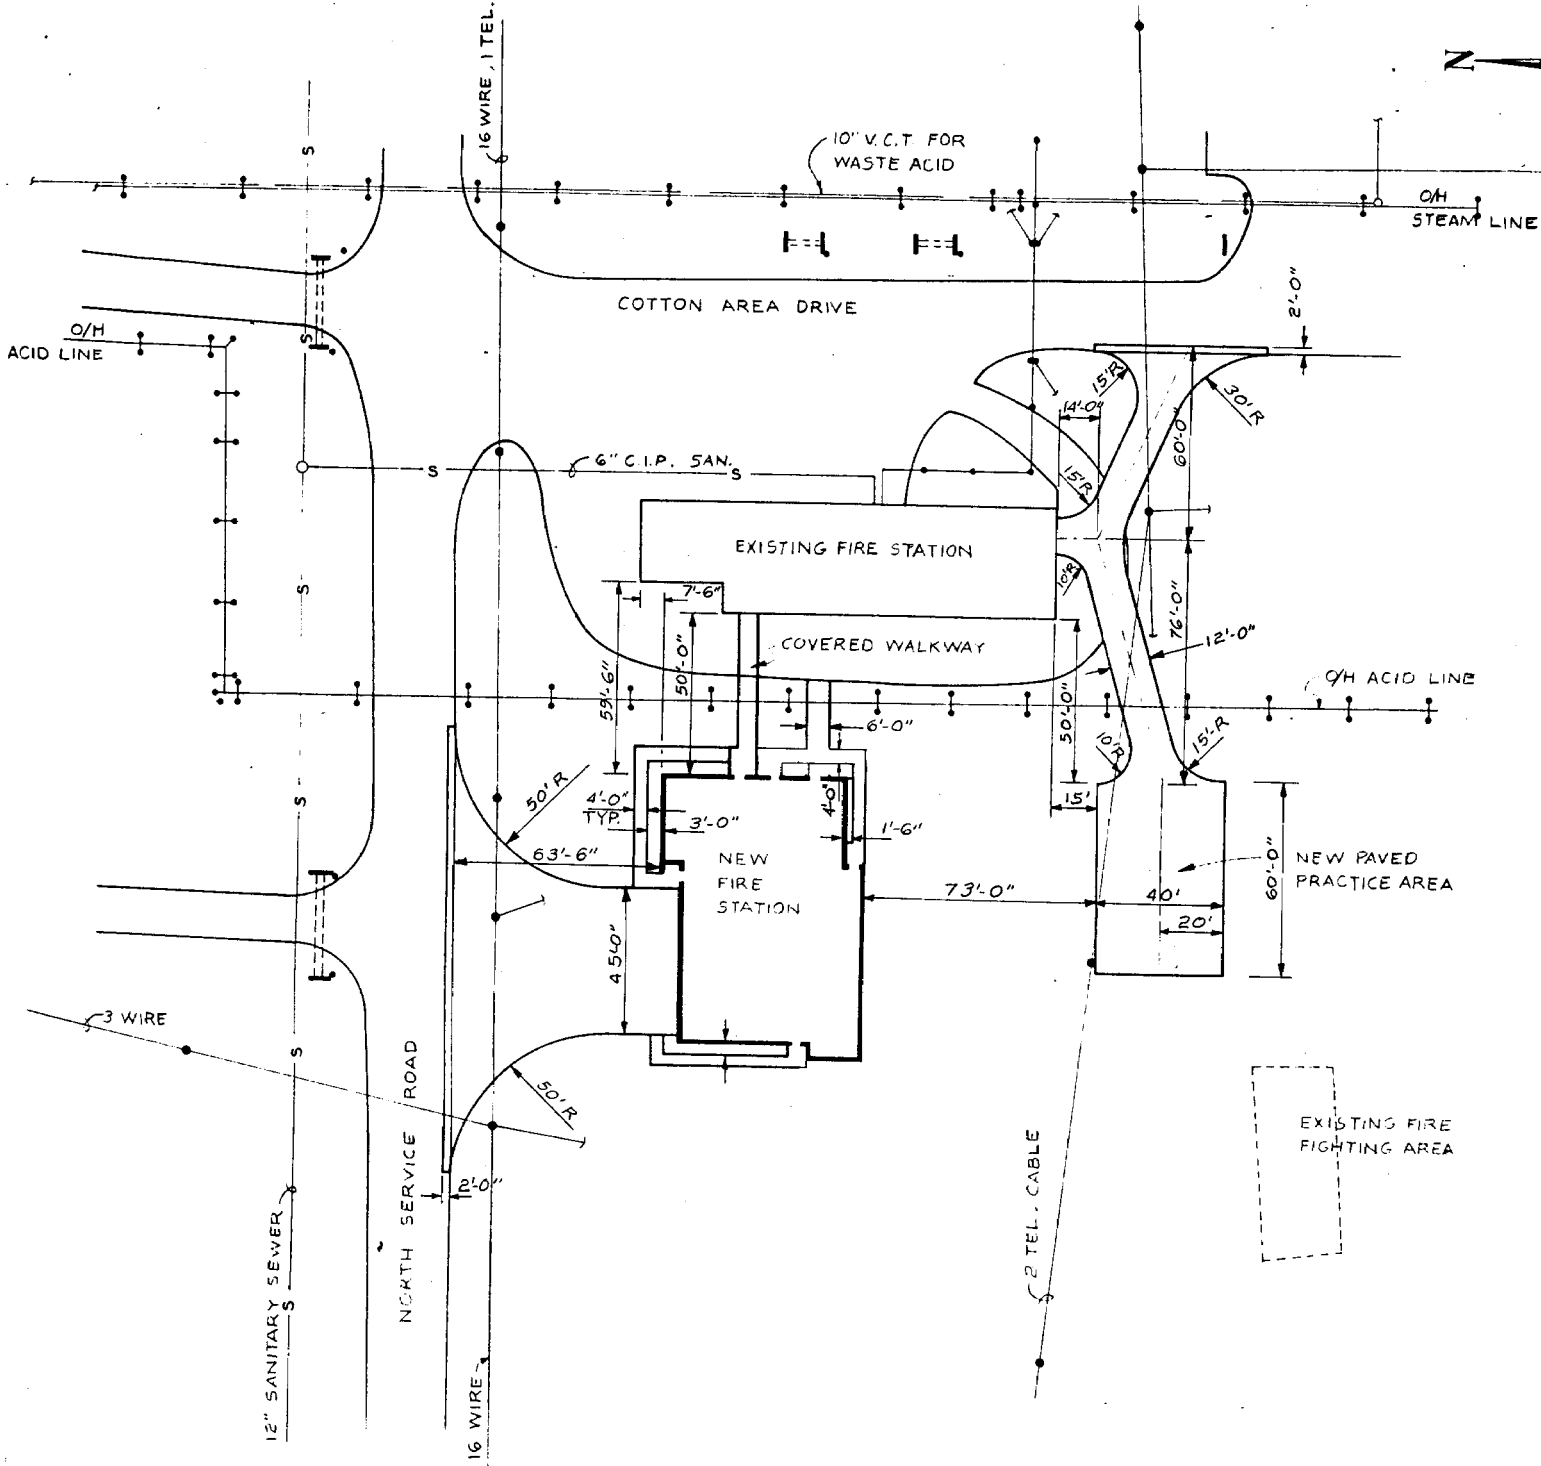 16 WIRE, 1 TEL.
N
10" V.C.T. FOR
WASTE ACID
S
O/H
STEAM LINE
COTTON AREA DRIVE
2'-0"
O/H
ACID LINE
S
15'R
30'R
14'-0"
60'-0"
6" C.I.P. SAN.
S
S
15'R
EXISTING FIRE STATION
10'R
S
7'-6"
76'-0"
12'-0"
COVERED WALKWAY
59'-6"
50'-0"
50'-0"
O/H ACID LINE
6'-0"
10'R
15'-R
50'R
S
4'-0"
TYP.
3'-0"
4'-0"
1'-6"
15'
63'-6"
NEW
FIRE
STATION
NEW PAVED
PRACTICE AREA
60'-0"
73'-0"
40'
20'
45'-0"
3 WIRE
S
50'R
NORTH SERVICE ROAD
EXISTING FIRE
FIGHTING AREA
2'-0"
2 TEL. CABLE
12" SANITARY SEWER
S
16 WIRE